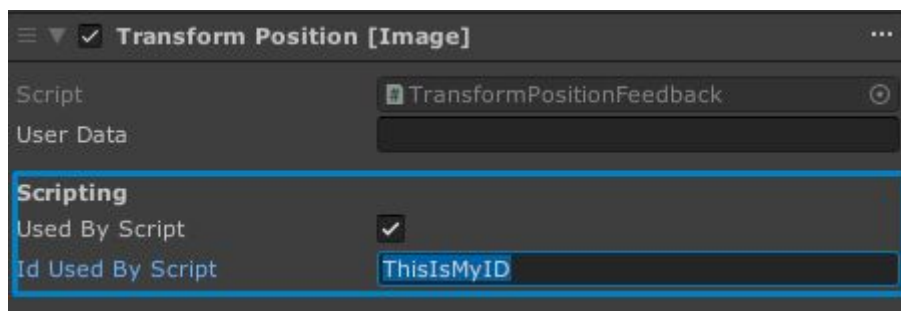 Transform Position [Image]
Script TransformPositionFeedback
User Data
Scripting
Used By Script
Id Used By Script ThisIsMyID